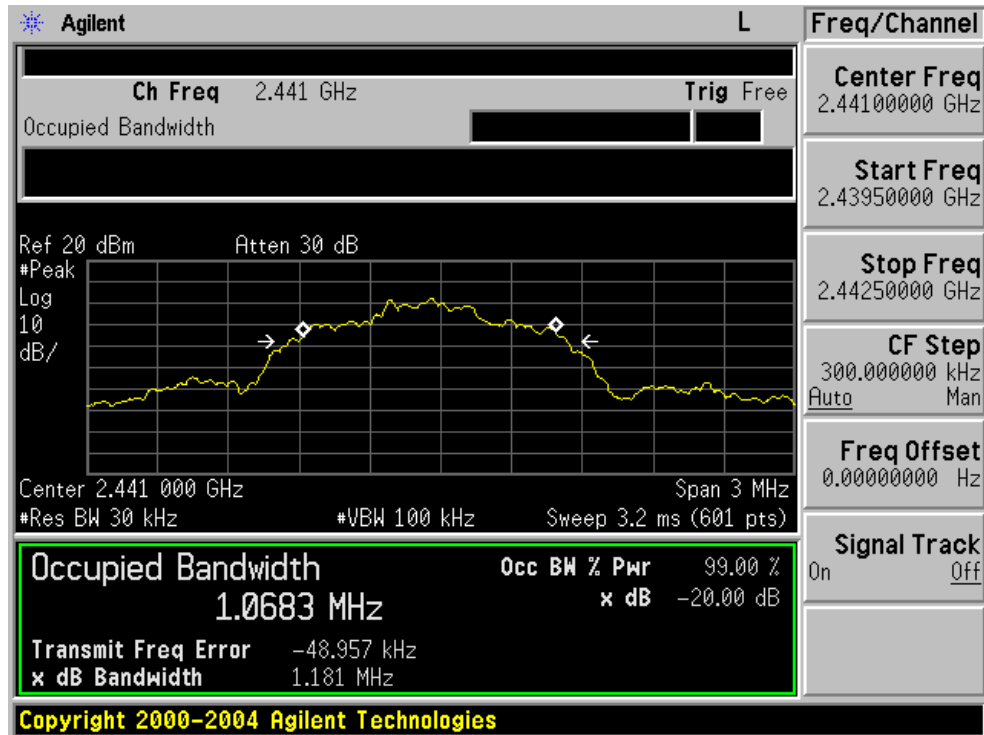 Agilent L
Freq/Channel
Ch Freq 2.441 GHz Trig Free
Occupied Bandwidth
Center Freq
2.44100000 GHz
Start Freq
2.43950000 GHz
Stop Freq
2.44250000 GHz
CF Step
300.000000 kHz
Auto Man
Freq Offset
0.00000000 Hz
Signal Track
On Off
Ref 20 dBm Atten 30 dB
#Peak
Log
10
dB/
Center 2.441 000 GHz Span 3 MHz
#Res BW 30 kHz #VBW 100 kHz Sweep 3.2 ms (601 pts)
Occupied Bandwidth
1.0683 MHz
Occ BW % Pwr 99.00 %
x dB -20.00 dB
Transmit Freq Error -48.957 kHz
x dB Bandwidth 1.181 MHz
Copyright 2000-2004 Agilent Technologies